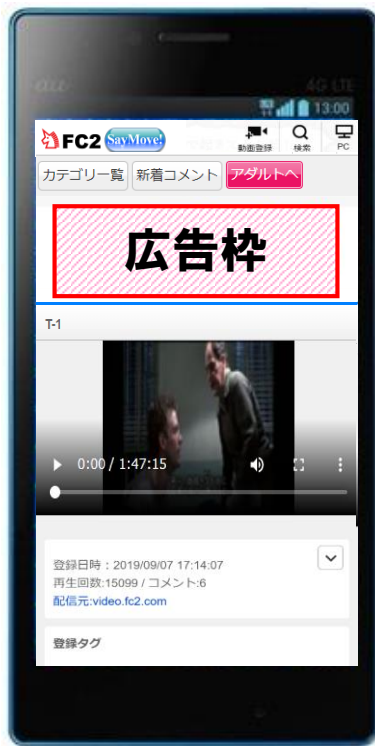 au
4G LTE
13:00
FC2 SayMove!
動画登録
検索
PC
カテゴリ一覧
新着コメント
アダルトへ
広告枠
T-1
0:00 / 1:47:15
登録日時：2019/09/07 17:14:07
再生回数:15099 / コメント:6
配信元:video.fc2.com
登録タグ